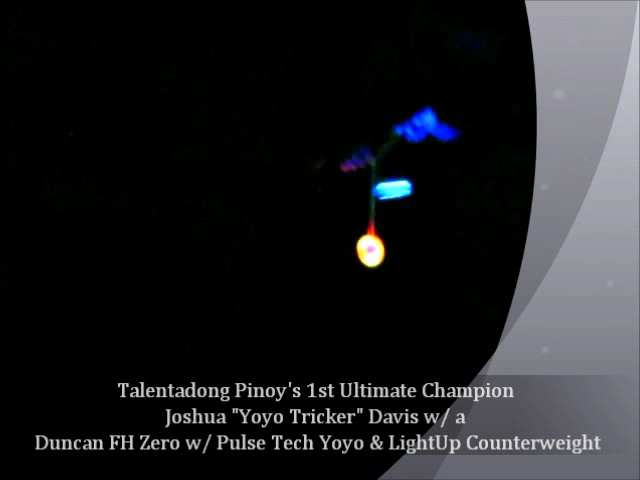 Talentadong Pinoy's 1st Ultimate Champion
Joshua "Yoyo Tricker" Davis w/ a
Duncan FH Zero w/ Pulse Tech Yoyo & LightUp Counterweight